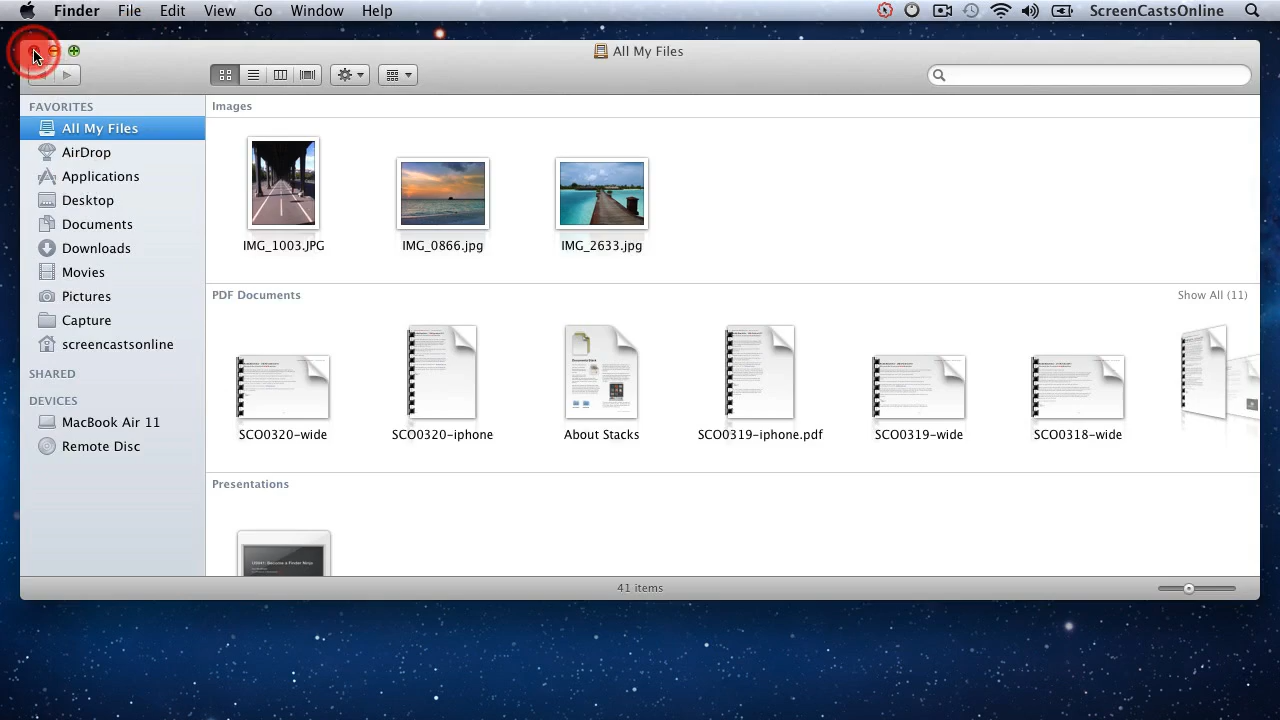 Finder File Edit View Go Window Help ScreenCastsOnline
All My Files
FAVORITES
All My Files
AirDrop
Applications
Desktop
Documents
Downloads
Movies
Pictures
Capture
screencastsonline
SHARED
DEVICES
MacBook Air 11
Remote Disc
Images
IMG_1003.JPG IMG_0866.jpg IMG_2633.jpg
PDF Documents Show All (11)
SCO0320-wide SCO0320-iphone About Stacks SCO0319-iphone.pdf SCO0319-wide SCO0318-wide
Presentations
41 items